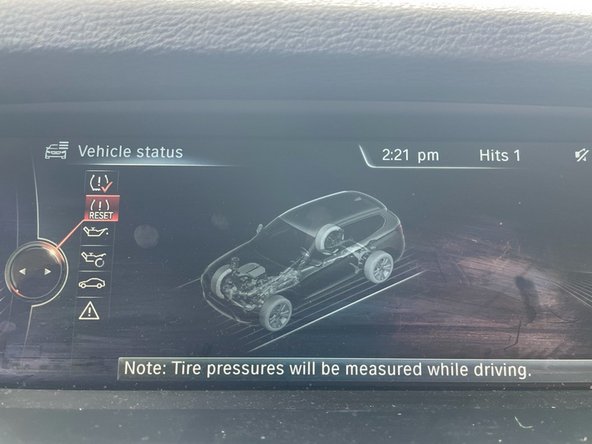 Vehicle status
2:21 pm
Hits 1
RESET
Note: Tire pressures will be measured while driving.